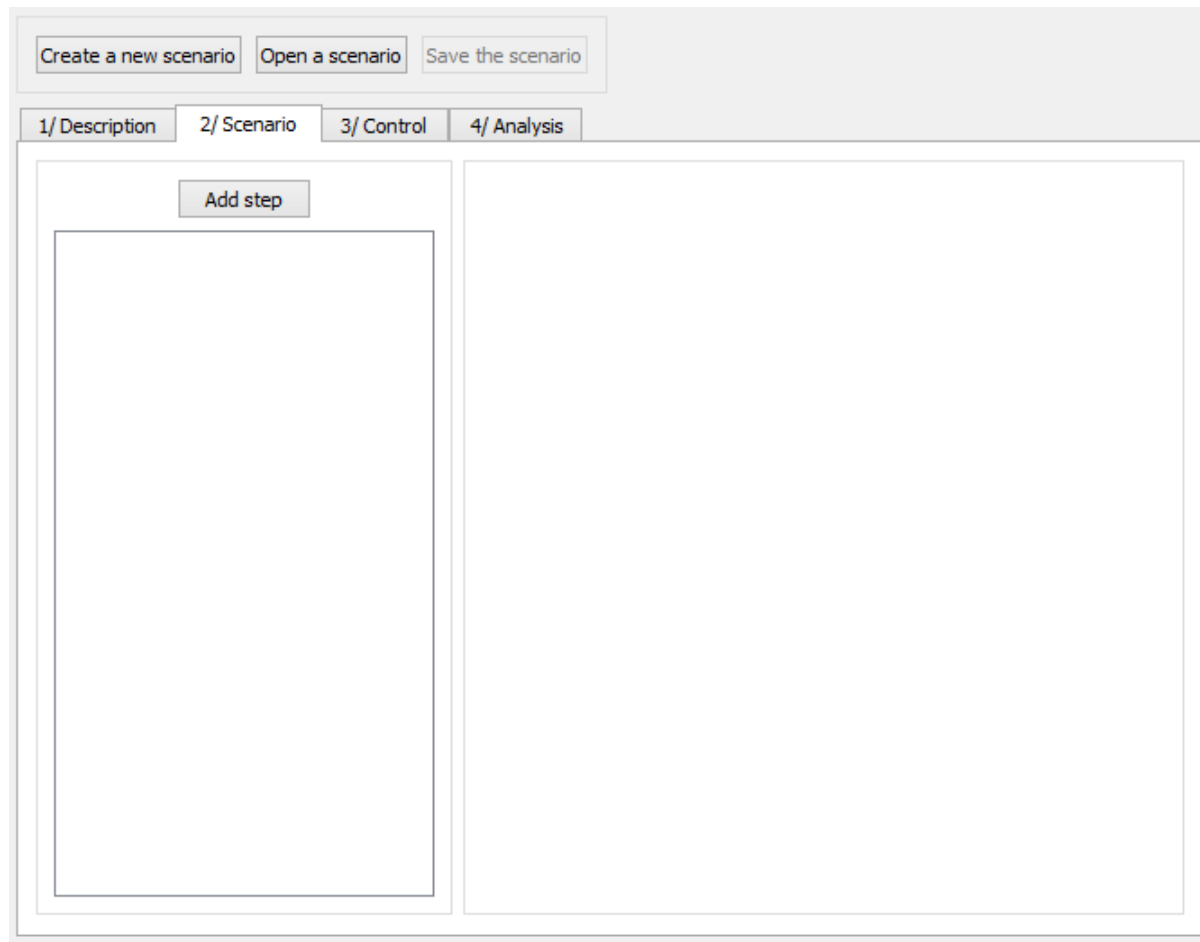 Create a new scenario Open a scenario Save the scenario
1/ Description 2/ Scenario 3/ Control 4/ Analysis
Add step